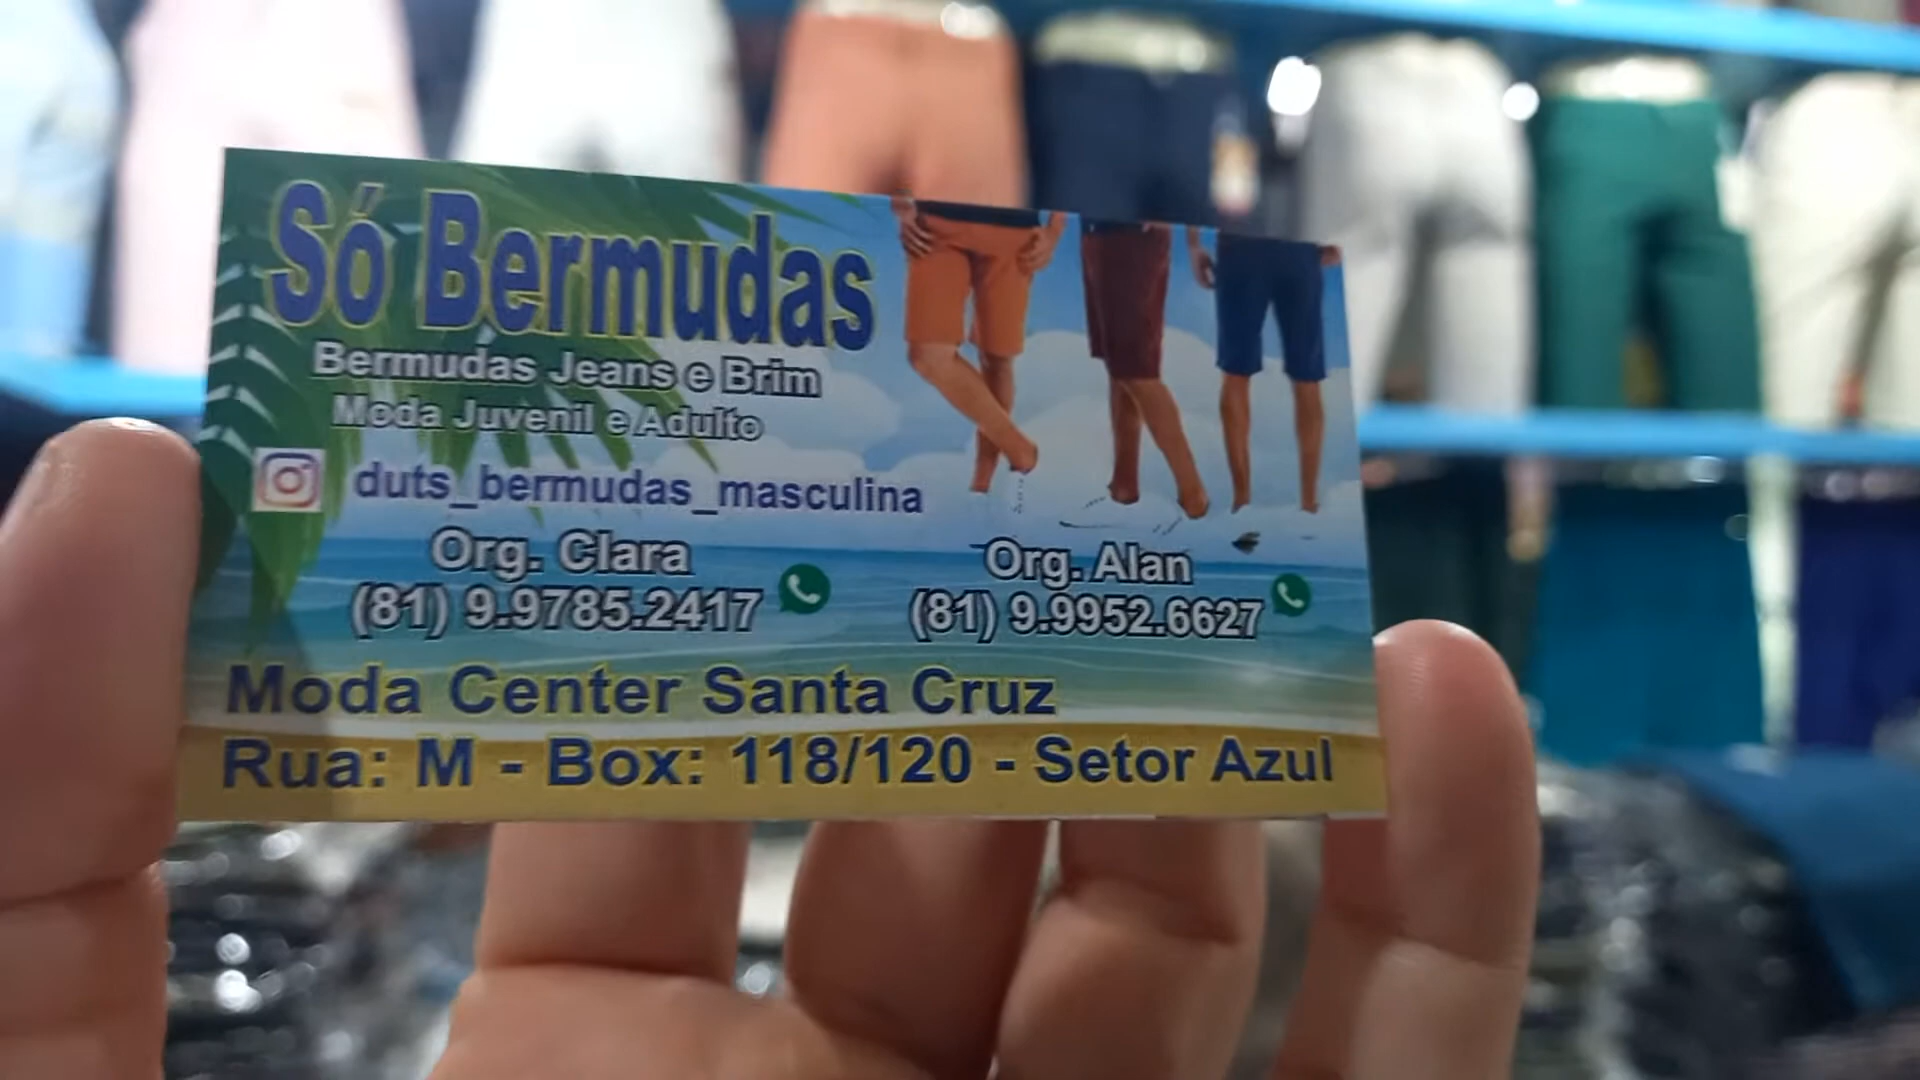 Só Bermudas
Bermudas Jeans e Brim
Moda Juvenil e Adulto
duts_bermudas_masculina
Org. Clara
(81) 9.9785.2417
Org. Alan
(81) 9.9952.6627
Moda Center Santa Cruz
Rua: M - Box: 118/120 - Setor Azul